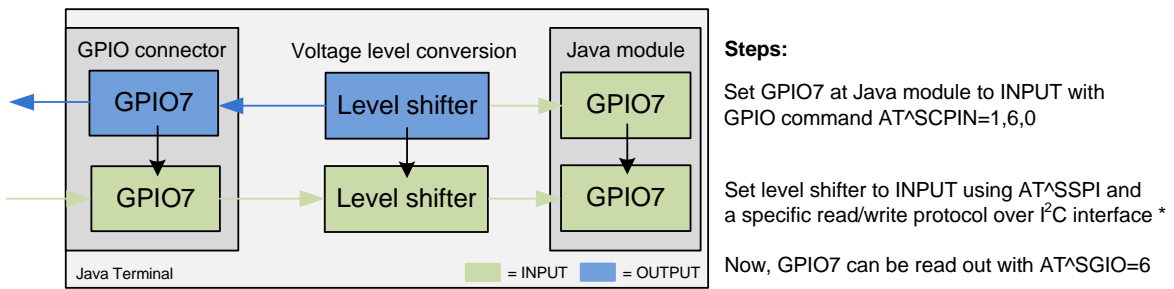 GPIO connector
Voltage level conversion
Java module
Steps:
GPIO7
Level shifter
GPIO7
Set GPIO7 at Java module to INPUT with
GPIO command AT^SCPIN=1,6,0
GPIO7
Level shifter
GPIO7
Set level shifter to INPUT using AT^SSPI and
a specific read/write protocol over I²C interface *
Java Terminal
= INPUT
= OUTPUT
Now, GPIO7 can be read out with AT^SGIO=6